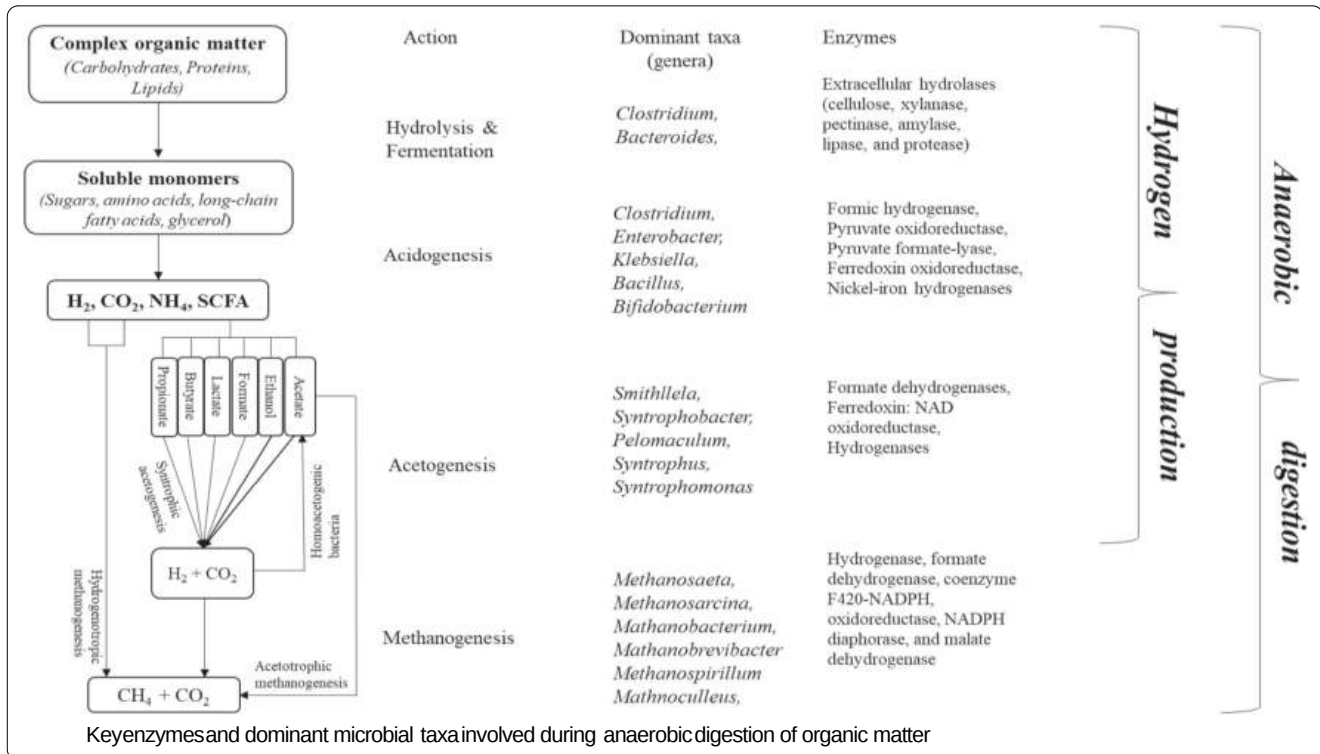 Complex organic matter
(Carbohydrates, Proteins,
Lipids)
Soluble monomers
(Sugars, amino acids, long-chain
fatty acids, glycerol)
H2, CO2, NH4, SCFA
Propionate
Butyrate
Lactate
Formate
Ethanol
Acetate
Syntrophic
acetogenesis
Homoacetogenic
bacteria
H2 + CO2
Hydrogenotropic
methanogenesis
Acetotrophic
methanogenesis
CH4 + CO2
Action
Hydrolysis &
Fermentation
Acidogenesis
Acetogenesis
Methanogenesis
Dominant taxa
(genera)
Clostridium,
Bacteroides,
Clostridium,
Enterobacter,
Klebsiella,
Bacillus,
Bifidobacterium
Smithllela,
Syntrophobacter,
Pelomaculum,
Syntrophus,
Syntrophomonas
Methanosaeta,
Methanosarcina,
Mathanobacterium,
Mathanobrevibacter
Methanospirillum
Mathnoculleus,
Enzymes
Extracellular hydrolases
(cellulose, xylanase,
pectinase, amylase,
lipase, and protease)
Formic hydrogenase,
Pyruvate oxidoreductase,
Pyruvate formate-lyase,
Ferredoxin oxidoreductase,
Nickel-iron hydrogenases
Formate dehydrogenases,
Ferredoxin: NAD
oxidoreductase,
Hydrogenases
Hydrogenase, formate
dehydrogenase, coenzyme
F420-NADPH,
oxidoreductase, NADPH
diaphorase, and malate
dehydrogenase
Hydrogen production
Anaerobic digestion
Keyenzymesand dominant microbial taxainvolved during anaerobicdigestion of organic matter